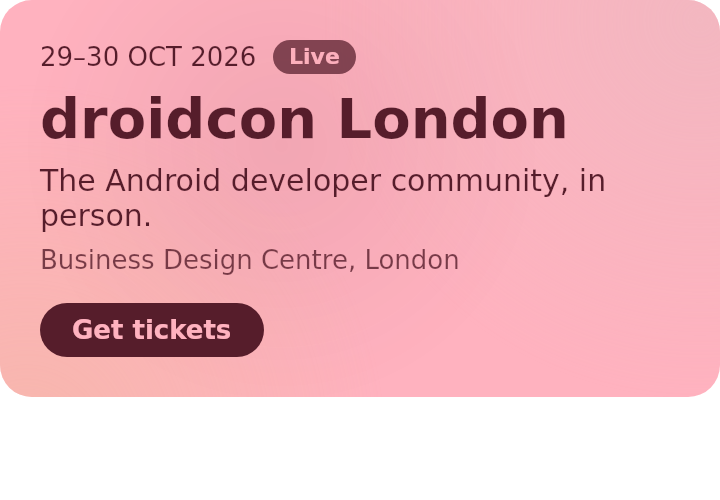 29–30 OCT 2026 Live
droidcon London
The Android developer community, in
person.
Business Design Centre, London
Get tickets